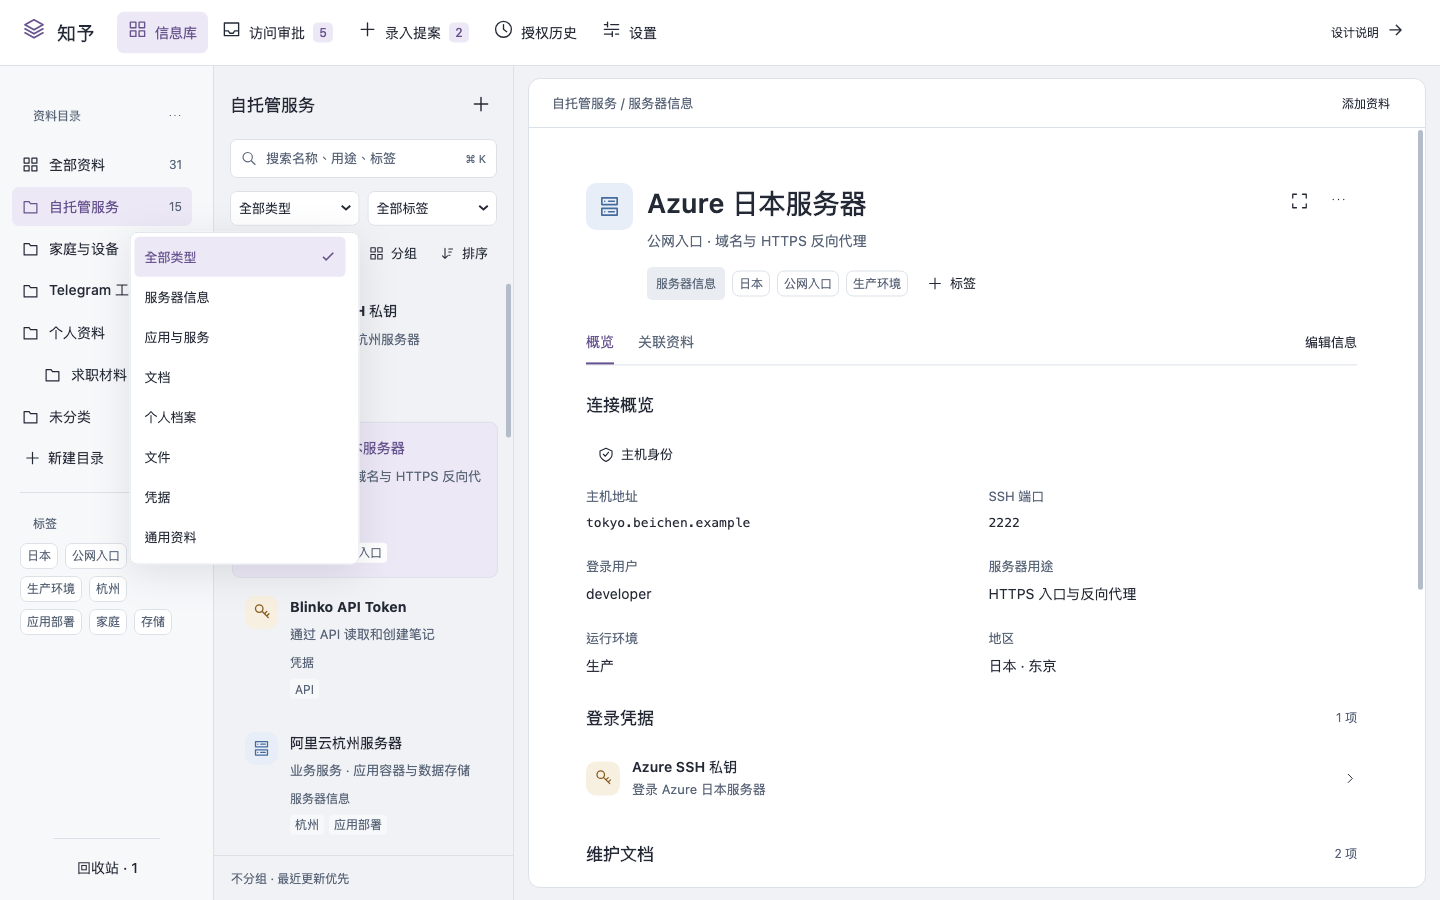 知予
信息库
访问审批 5
录入提案 2
授权历史
设置
设计说明
资料目录 ···
全部资料 31
自托管服务 15
家庭与设备
Telegram 工
个人资料
求职材料
未分类
新建目录
标签
日本 公网入口
生产环境 杭州
应用部署 家庭 存储
回收站 · 1
自托管服务
搜索名称、用途、标签 ⌘ K
全部类型 全部标签
分组 排序
全部类型
服务器信息
应用与服务
文档
个人档案
文件
凭据
通用资料
私钥
杭州服务器
服务器
域名与 HTTPS 反向代
入口
Blinko API Token
通过 API 读取和创建笔记
凭据
API
阿里云杭州服务器
业务服务 · 应用容器与数据存储
服务器信息
杭州 应用部署
不分组 · 最近更新优先
自托管服务 / 服务器信息 添加资料
Azure 日本服务器 ···
公网入口 · 域名与 HTTPS 反向代理
服务器信息 日本 公网入口 生产环境 标签
概览 关联资料 编辑信息
连接概览
主机身份
主机地址 SSH 端口
tokyo.beichen.example 2222
登录用户 服务器用途
developer HTTPS 入口与反向代理
运行环境 地区
生产 日本 · 东京
登录凭据 1 项
Azure SSH 私钥
登录 Azure 日本服务器
维护文档 2 项